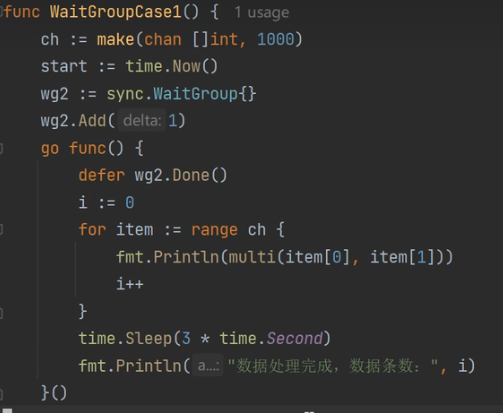 func WaitGroupCase1() { 1 usage
ch := make(chan []int, 1000)
start := time.Now()
wg2 := sync.WaitGroup{}
wg2.Add( delta: 1)
go func() {
defer wg2.Done()
i := 0
for item := range ch {
fmt.Println(multi(item[0], item[1]))
i++
}
time.Sleep(3 * time.Second)
fmt.Println( a...: "数据处理完成，数据条数：", i)
}()